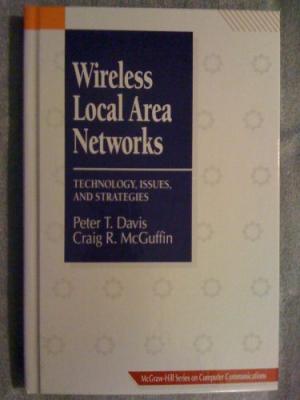 Wireless
Local Area
Networks
TECHNOLOGY, ISSUES,
AND STRATEGIES
Peter T. Davis
Craig R. McGuffin
McGraw-Hill Series on Computer Communications